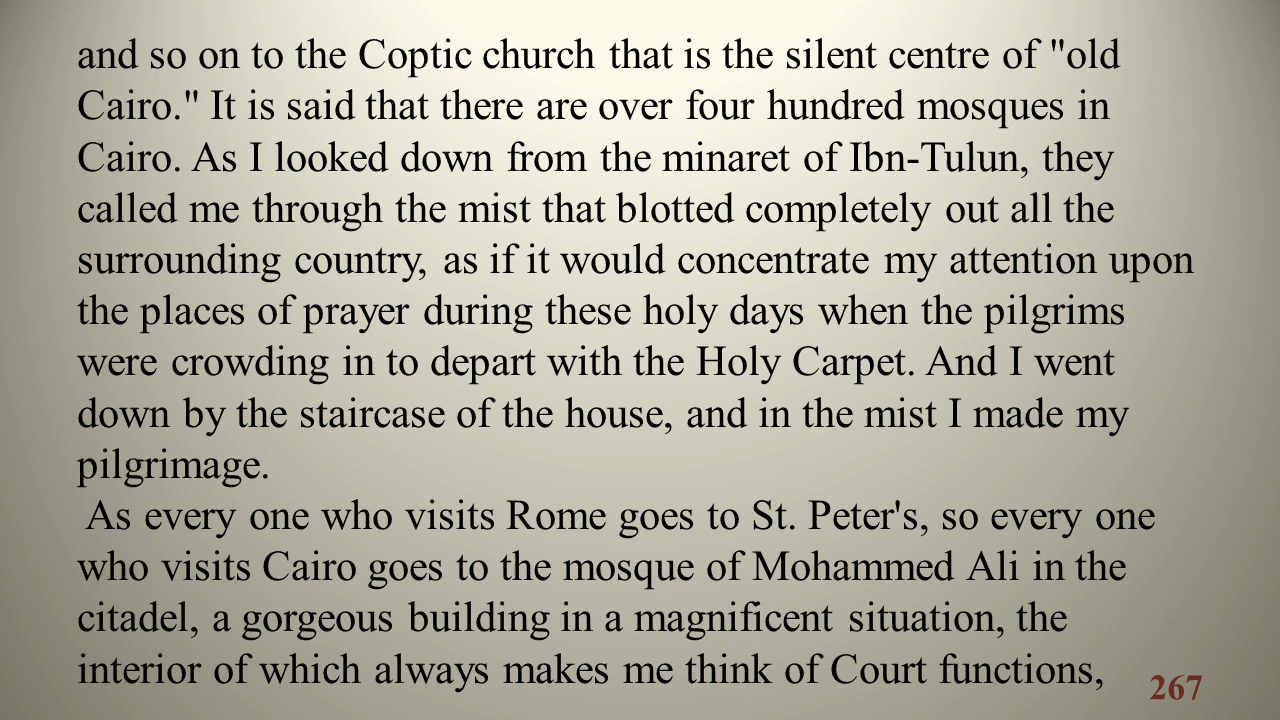 and so on to the Coptic church that is the silent centre of "old
Cairo." It is said that there are over four hundred mosques in
Cairo. As I looked down from the minaret of Ibn-Tulun, they
called me through the mist that blotted completely out all the
surrounding country, as if it would concentrate my attention upon
the places of prayer during these holy days when the pilgrims
were crowding in to depart with the Holy Carpet. And I went
down by the staircase of the house, and in the mist I made my
pilgrimage.
As every one who visits Rome goes to St. Peter's, so every one
who visits Cairo goes to the mosque of Mohammed Ali in the
citadel, a gorgeous building in a magnificent situation, the
interior of which always makes me think of Court functions,
267